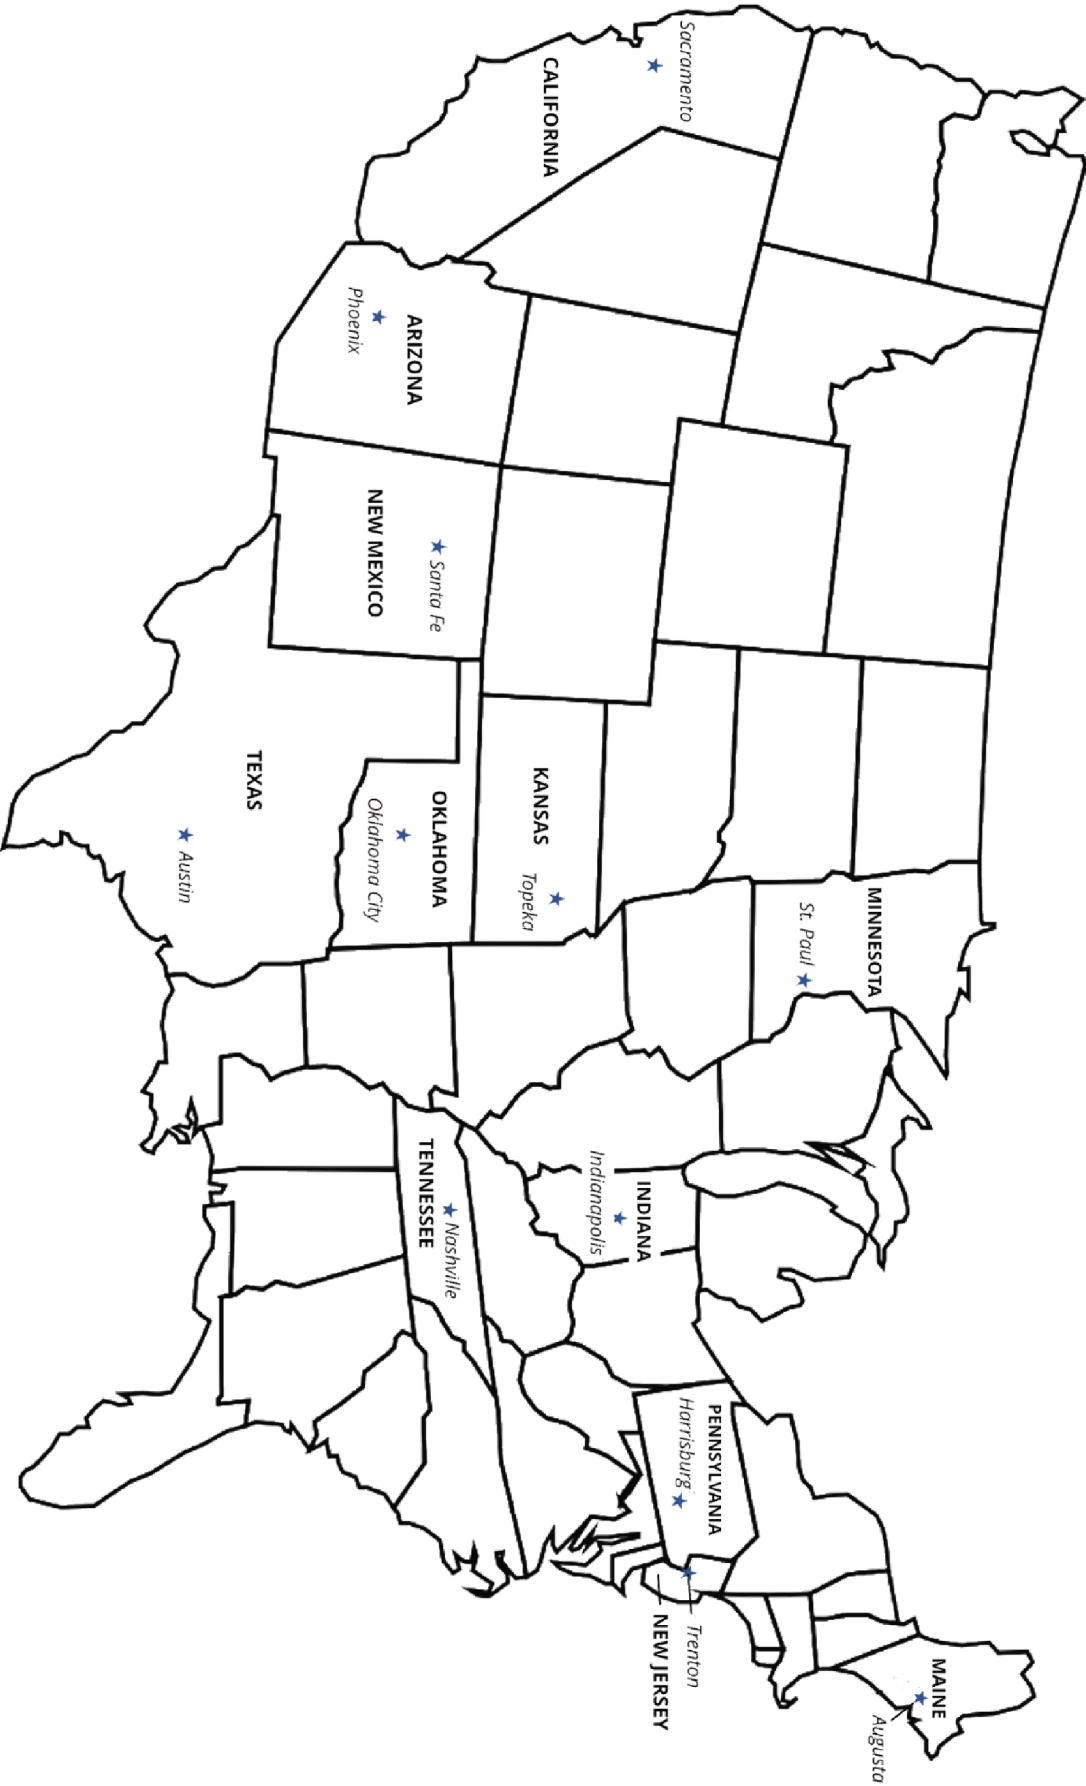 Sacramento
CALIFORNIA
ARIZONA
Phoenix
Santa Fe
NEW MEXICO
TEXAS
Austin
OKLAHOMA
Oklahoma City
KANSAS
Topeka
MINNESOTA
St. Paul
INDIANA
Indianapolis
Nashville
TENNESSEE
PENNSYLVANIA
Harrisburg
Trenton
NEW JERSEY
MAINE
Augusta